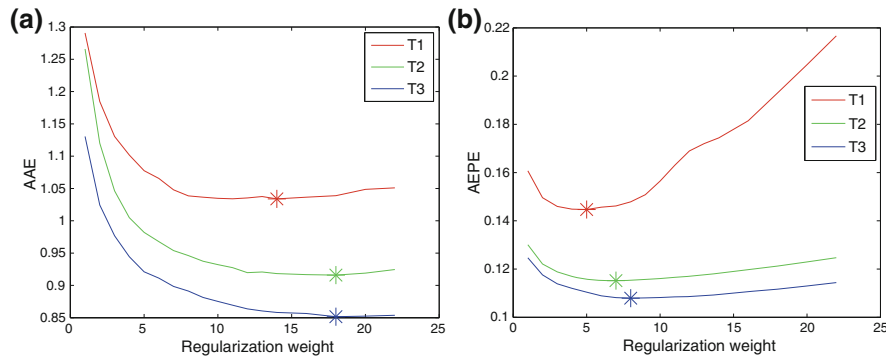 (a)
1.3
1.25
1.2
1.15
1.1
1.05
1
0.95
0.9
0.85
AAE
0
5
10
15
20
25
Regularization weight
T1
T2
T3
(b)
0.22
0.2
0.18
0.16
0.14
0.12
0.1
AEPE
0
5
10
15
20
25
Regularization weight
T1
T2
T3